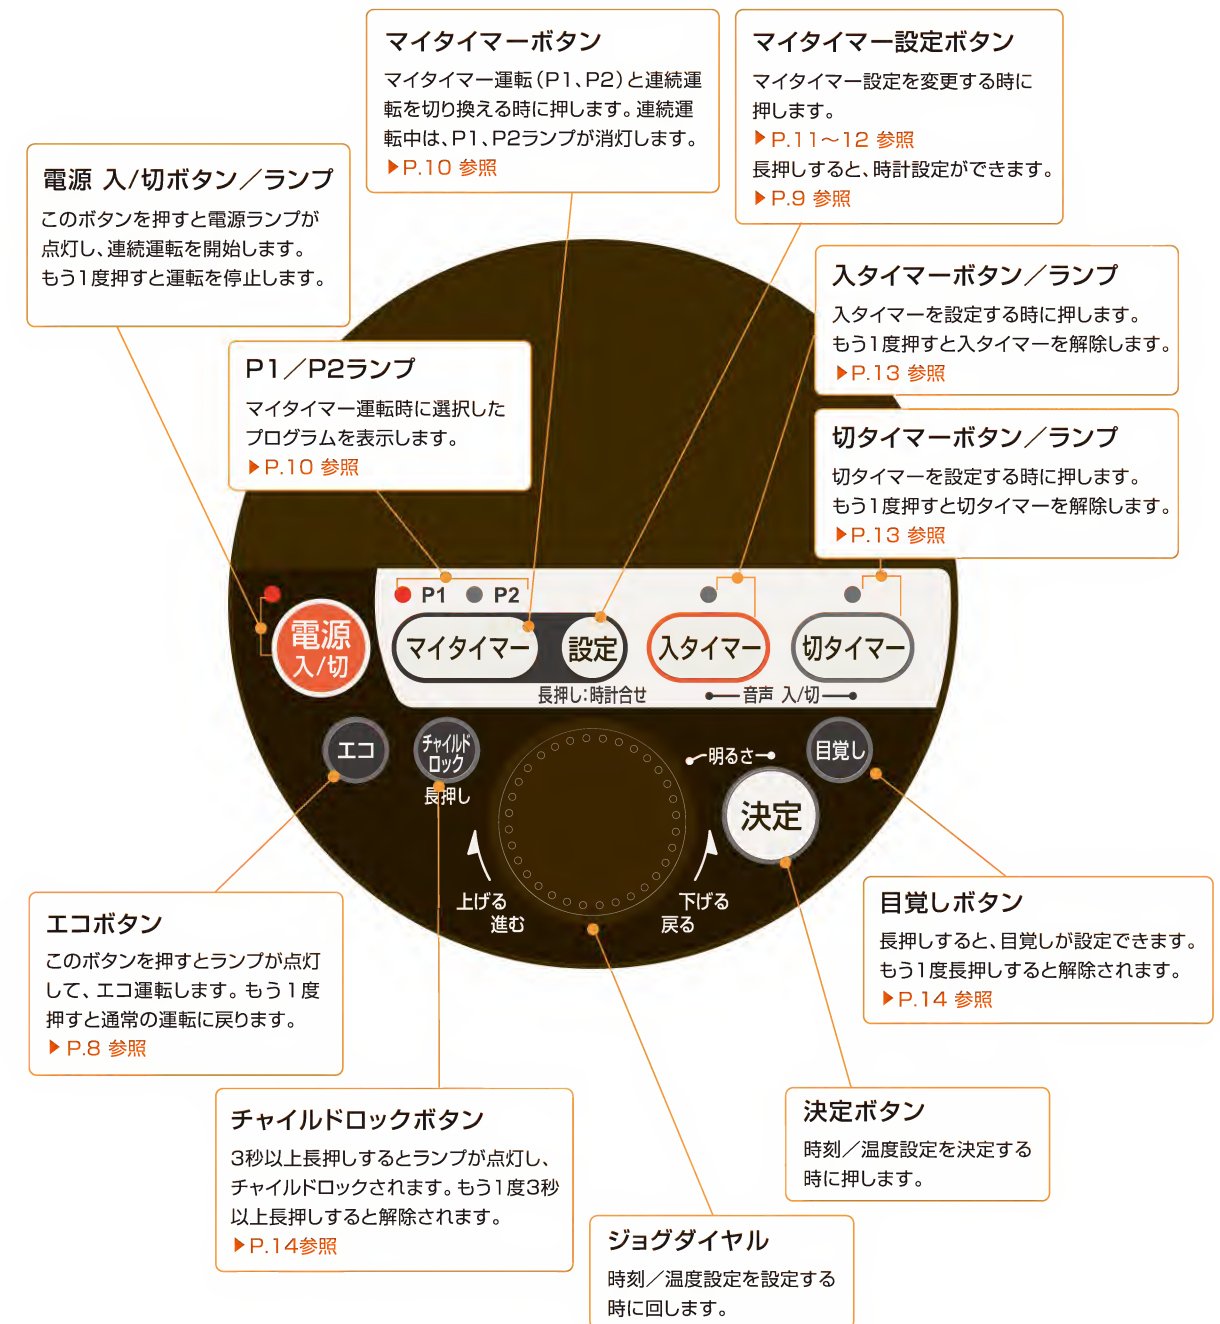 マイタイマーボタン
マイタイマー運転(P1、P2)と連続運
転を切り換える時に押します。連続運
転中は、P1、P2ランプが消灯します。
▶P.10 参照
マイタイマー設定ボタン
マイタイマー設定を変更する時に
押します。
▶P.11〜12 参照
長押しすると、時計設定ができます。
▶P.9 参照
電源 入/切ボタン／ランプ
このボタンを押すと電源ランプが
点灯し、連続運転を開始します。
もう1度押すと運転を停止します。
入タイマーボタン／ランプ
入タイマーを設定する時に押します。
もう1度押すと入タイマーを解除します。
▶P.13 参照
P1／P2ランプ
マイタイマー運転時に選択した
プログラムを表示します。
▶P.10 参照
切タイマーボタン／ランプ
切タイマーを設定する時に押します。
もう1度押すと切タイマーを解除します。
▶P.13 参照
P1 P2
電源
入/切
マイタイマー
設定
入タイマー
切タイマー
長押し:時計合せ
音声 入/切
エコ
チャイルド
ロック
長押し
明るさ
目覚し
決定
上げる
進む
下げる
戻る
エコボタン
このボタンを押すとランプが点灯
して、エコ運転します。もう1度
押すと通常の運転に戻ります。
▶P.8 参照
目覚しボタン
長押しすると、目覚しが設定できます。
もう1度長押しすると解除されます。
▶P.14 参照
チャイルドロックボタン
3秒以上長押しするとランプが点灯し、
チャイルドロックされます。もう1度3秒
以上長押しすると解除されます。
▶P.14参照
決定ボタン
時刻／温度設定を決定する
時に押します。
ジョグダイヤル
時刻／温度設定を設定する
時に回します。